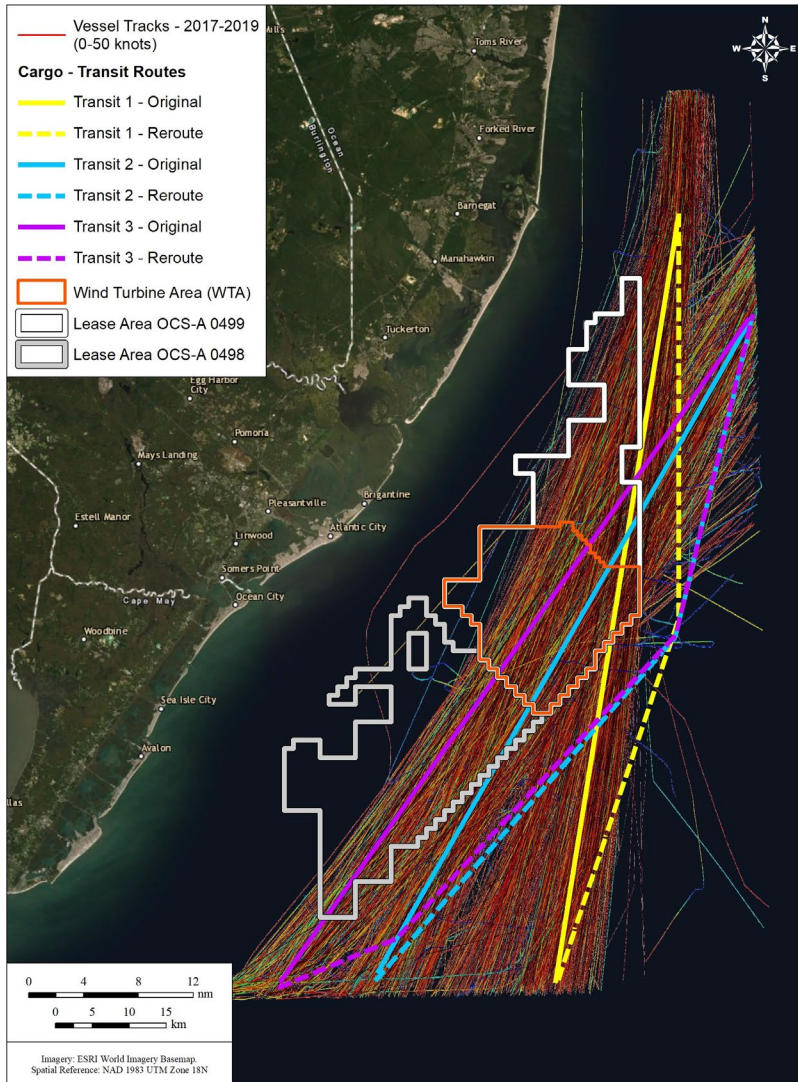 Vessel Tracks - 2017-2019
(0-50 knots)
Cargo - Transit Routes
Transit 1 - Original
Transit 1 - Reroute
Transit 2 - Original
Transit 2 - Reroute
Transit 3 - Original
Transit 3 - Reroute
Wind Turbine Area (WTA)
Lease Area OCS-A 0499
Lease Area OCS-A 0498
N
W
E
S
Toms River
Ocean
Burlington
Forked River
Barnegat
Manahawkin
Tuckerton
Egg Harbor
City
Pomona
Mays Landing
Estell Manor
Pleasantville
Brigantine
Atlantic City
Linwood
Somers Point
Cape May
Ocean City
Woodbine
Sea Isle City
Avalon
0 4 8 12
nm
0 5 10 15
km
Imagery: ESRI World Imagery Basemap.
Spatial Reference: NAD 1983 UTM Zone 18N